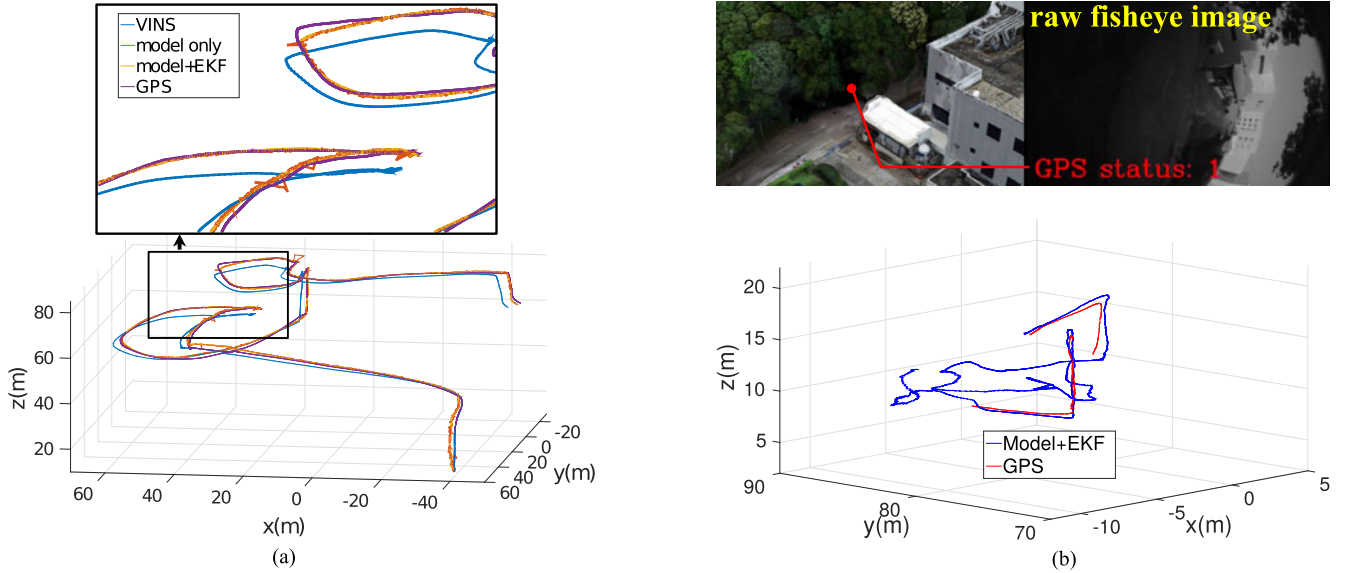 VINS
model only
model+EKF
GPS
80
60
40
20
z(m)
60
40
20
0
-20
-40
x(m)
-20
0
20
40
60
y(m)
(a)
raw fisheye image
GPS status: 1
20
15
10
5
z(m)
Model+EKF
GPS
90
80
70
y(m)
-10
-5
0
5
x(m)
(b)